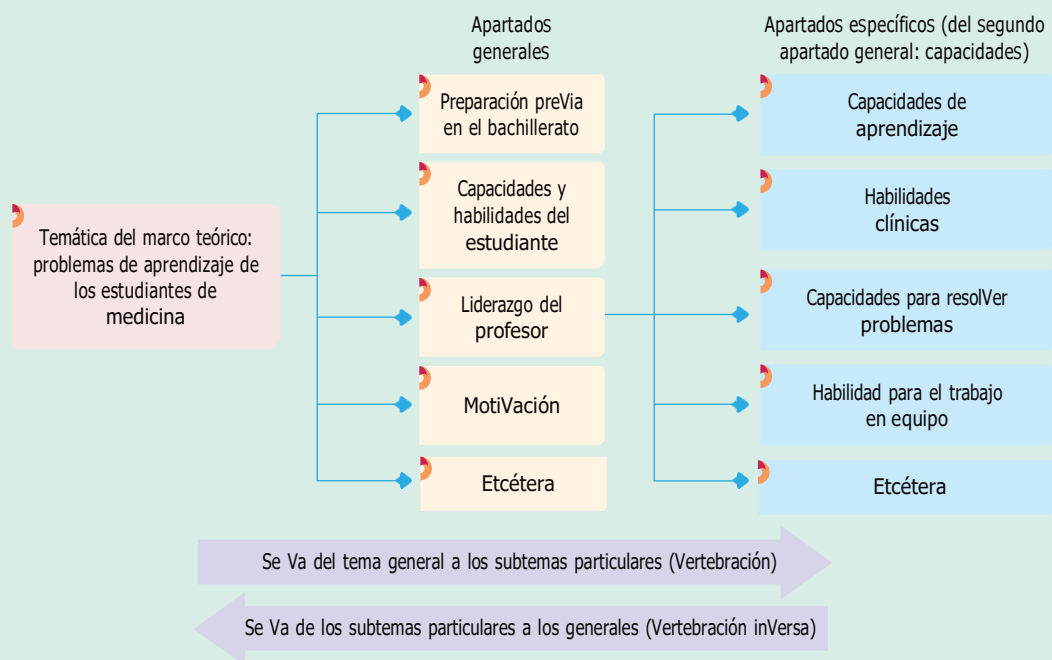 Apartados
generales
Apartados específicos (del segundo
apartado general: capacidades)
Temática del marco teórico:
problemas de aprendizaje de
los estudiantes de
medicina
Preparación preVia
en el bachillerato
Capacidades y
habilidades del
estudiante
Liderazgo del
profesor
MotiVación
Etcétera
Capacidades de
aprendizaje
Habilidades
clínicas
Capacidades para resolVer
problemas
Habilidad para el trabajo
en equipo
Etcétera
Se Va del tema general a los subtemas particulares (Vertebración)
Se Va de los subtemas particulares a los generales (Vertebración inVersa)